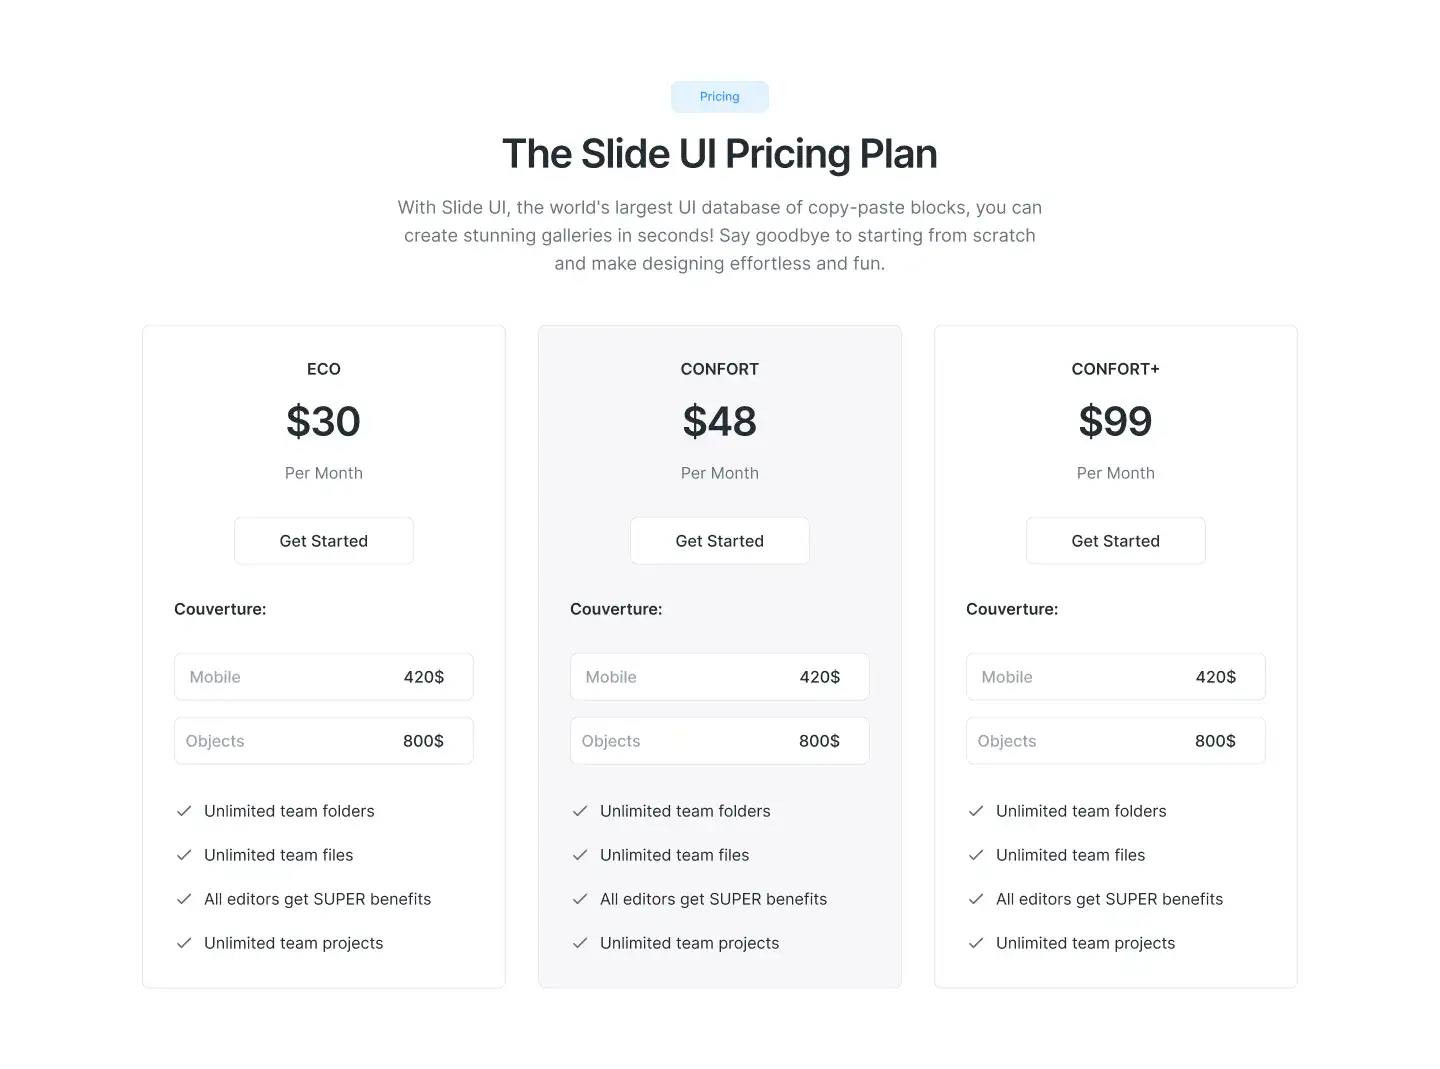 Pricing
The Slide UI Pricing Plan
With Slide UI, the world's largest UI database of copy-paste blocks, you can
create stunning galleries in seconds! Say goodbye to starting from scratch
and make designing effortless and fun.
ECO
$30
Per Month
Get Started
Couverture:
Mobile 420$
Objects 800$
Unlimited team folders
Unlimited team files
All editors get SUPER benefits
Unlimited team projects
CONFORT
$48
Per Month
Get Started
Couverture:
Mobile 420$
Objects 800$
Unlimited team folders
Unlimited team files
All editors get SUPER benefits
Unlimited team projects
CONFORT+
$99
Per Month
Get Started
Couverture:
Mobile 420$
Objects 800$
Unlimited team folders
Unlimited team files
All editors get SUPER benefits
Unlimited team projects